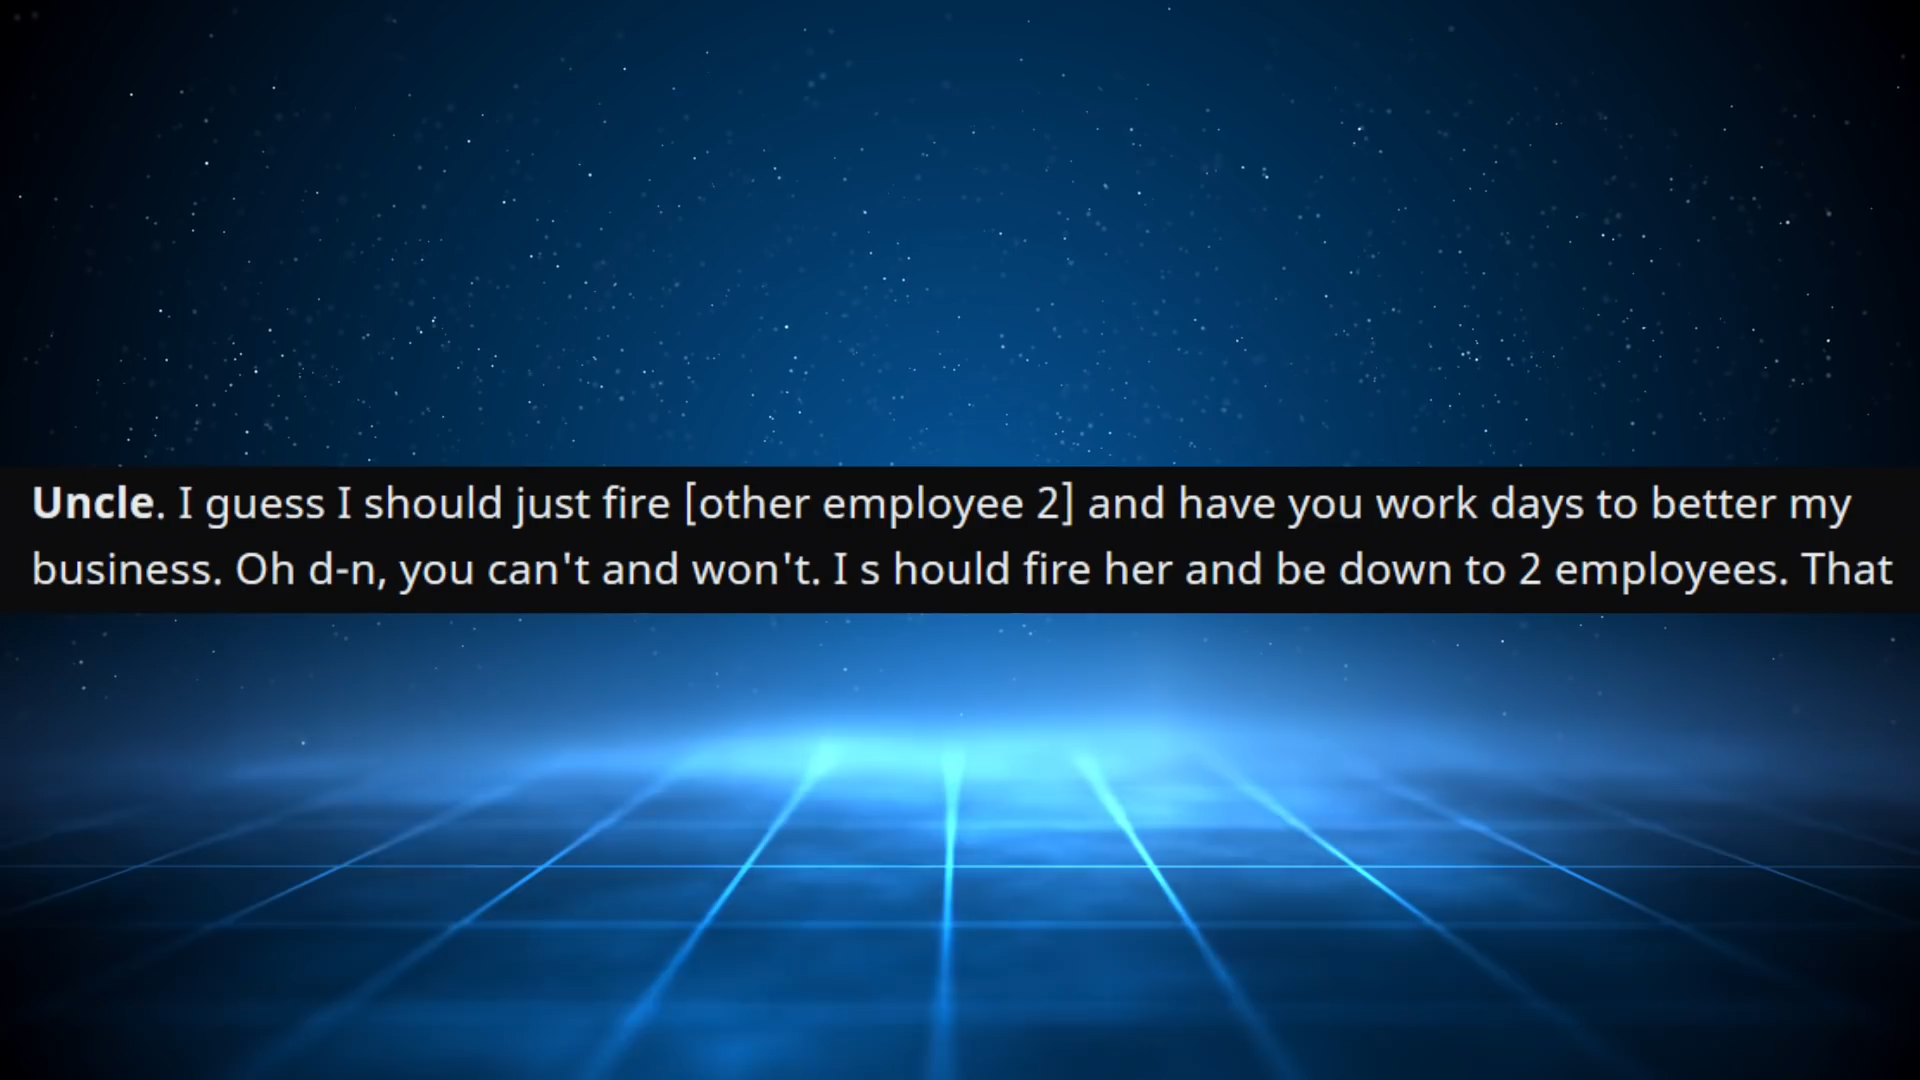 Uncle. I guess I should just fire [other employee 2] and have you work days to better my
business. Oh d-n, you can't and won't. I s hould fire her and be down to 2 employees. That